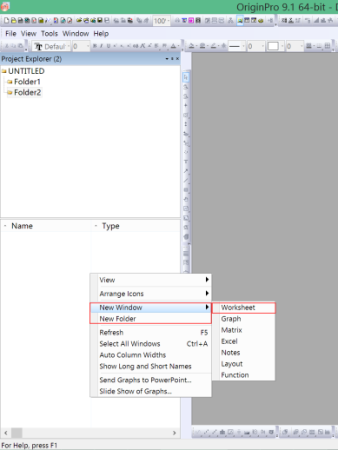 OriginPro 9.1 64-bit -
File View Tools Window Help
Defaul 0
0 0
100
Project Explorer (2)
UNTITLED
Folder1
Folder2
Name Type
View
Arrange Icons
New Window
New Folder
Refresh F5
Select All Windows Ctrl+A
Auto Column Widths
Show Long and Short Names
Send Graphs to PowerPoint...
Slide Show of Graphs...
Worksheet
Graph
Matrix
Excel
Notes
Layout
Function
For Help, press F1